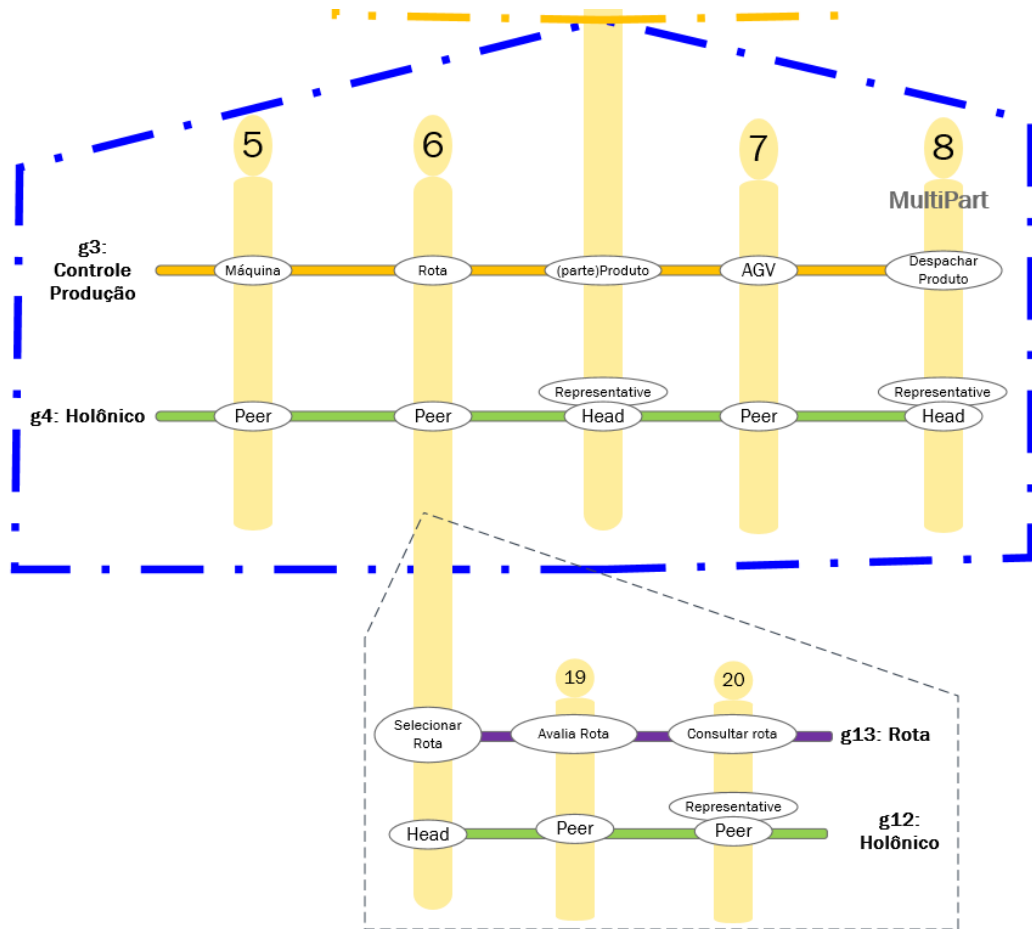 5
6
7
8
MultiPart
g3:
Controle
Produção
Máquina
Rota
(parte)Produto
AGV
Despachar
Produto
g4: Holônico
Peer
Peer
Representative
Head
Peer
Representative
Head
19
20
Selecionar
Rota
Avalia Rota
Consultar rota
g13: Rota
Head
Peer
Representative
Peer
g12:
Holônico